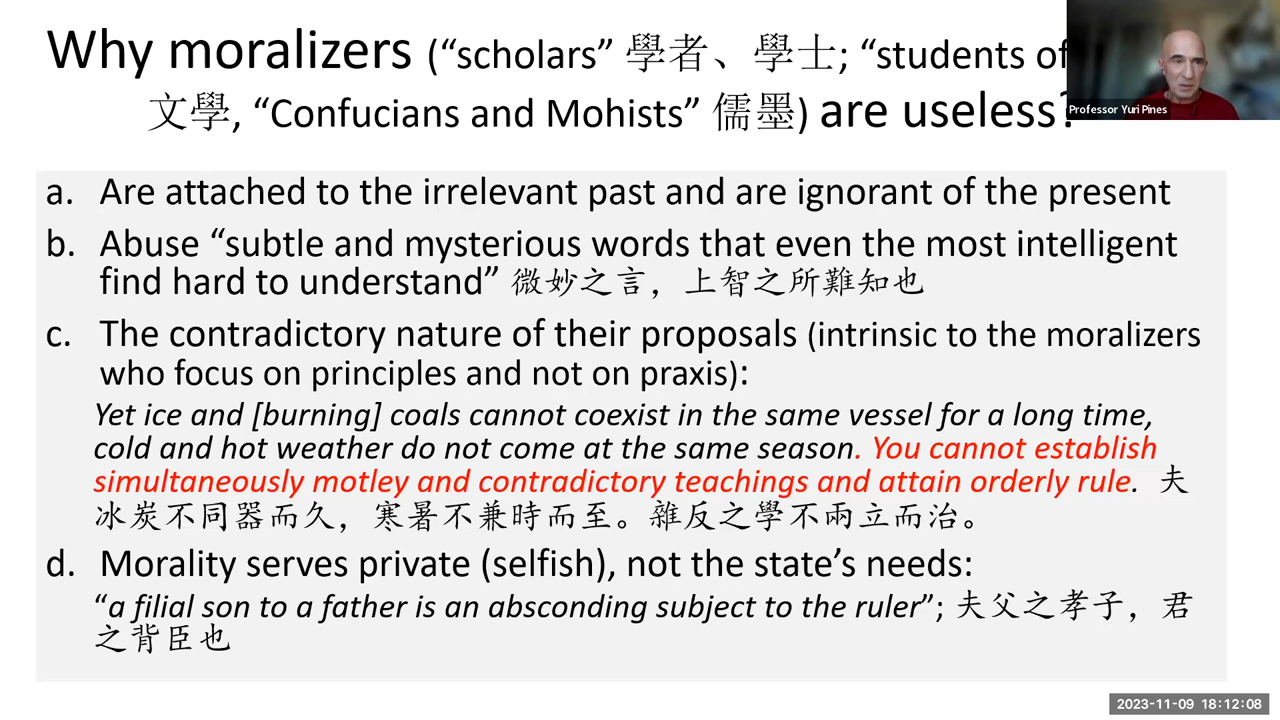 Why moralizers (“scholars” 學者、學士; “students of
文學, “Confucians and Mohists” 儒墨) are useless?
Professor Yuri Pines
a. Are attached to the irrelevant past and are ignorant of the present
b. Abuse “subtle and mysterious words that even the most intelligent
find hard to understand” 微妙之言，上智之所難知也
c. The contradictory nature of their proposals (intrinsic to the moralizers
who focus on principles and not on praxis):
Yet ice and [burning] coals cannot coexist in the same vessel for a long time,
cold and hot weather do not come at the same season. You cannot establish
simultaneously motley and contradictory teachings and attain orderly rule. 夫
冰炭不同器而久，寒暑不兼時而至。雜反之學不兩立而治。
d. Morality serves private (selfish), not the state’s needs:
“a filial son to a father is an absconding subject to the ruler”; 夫父之孝子，君
之背臣也
2023-11-09 18:12:08